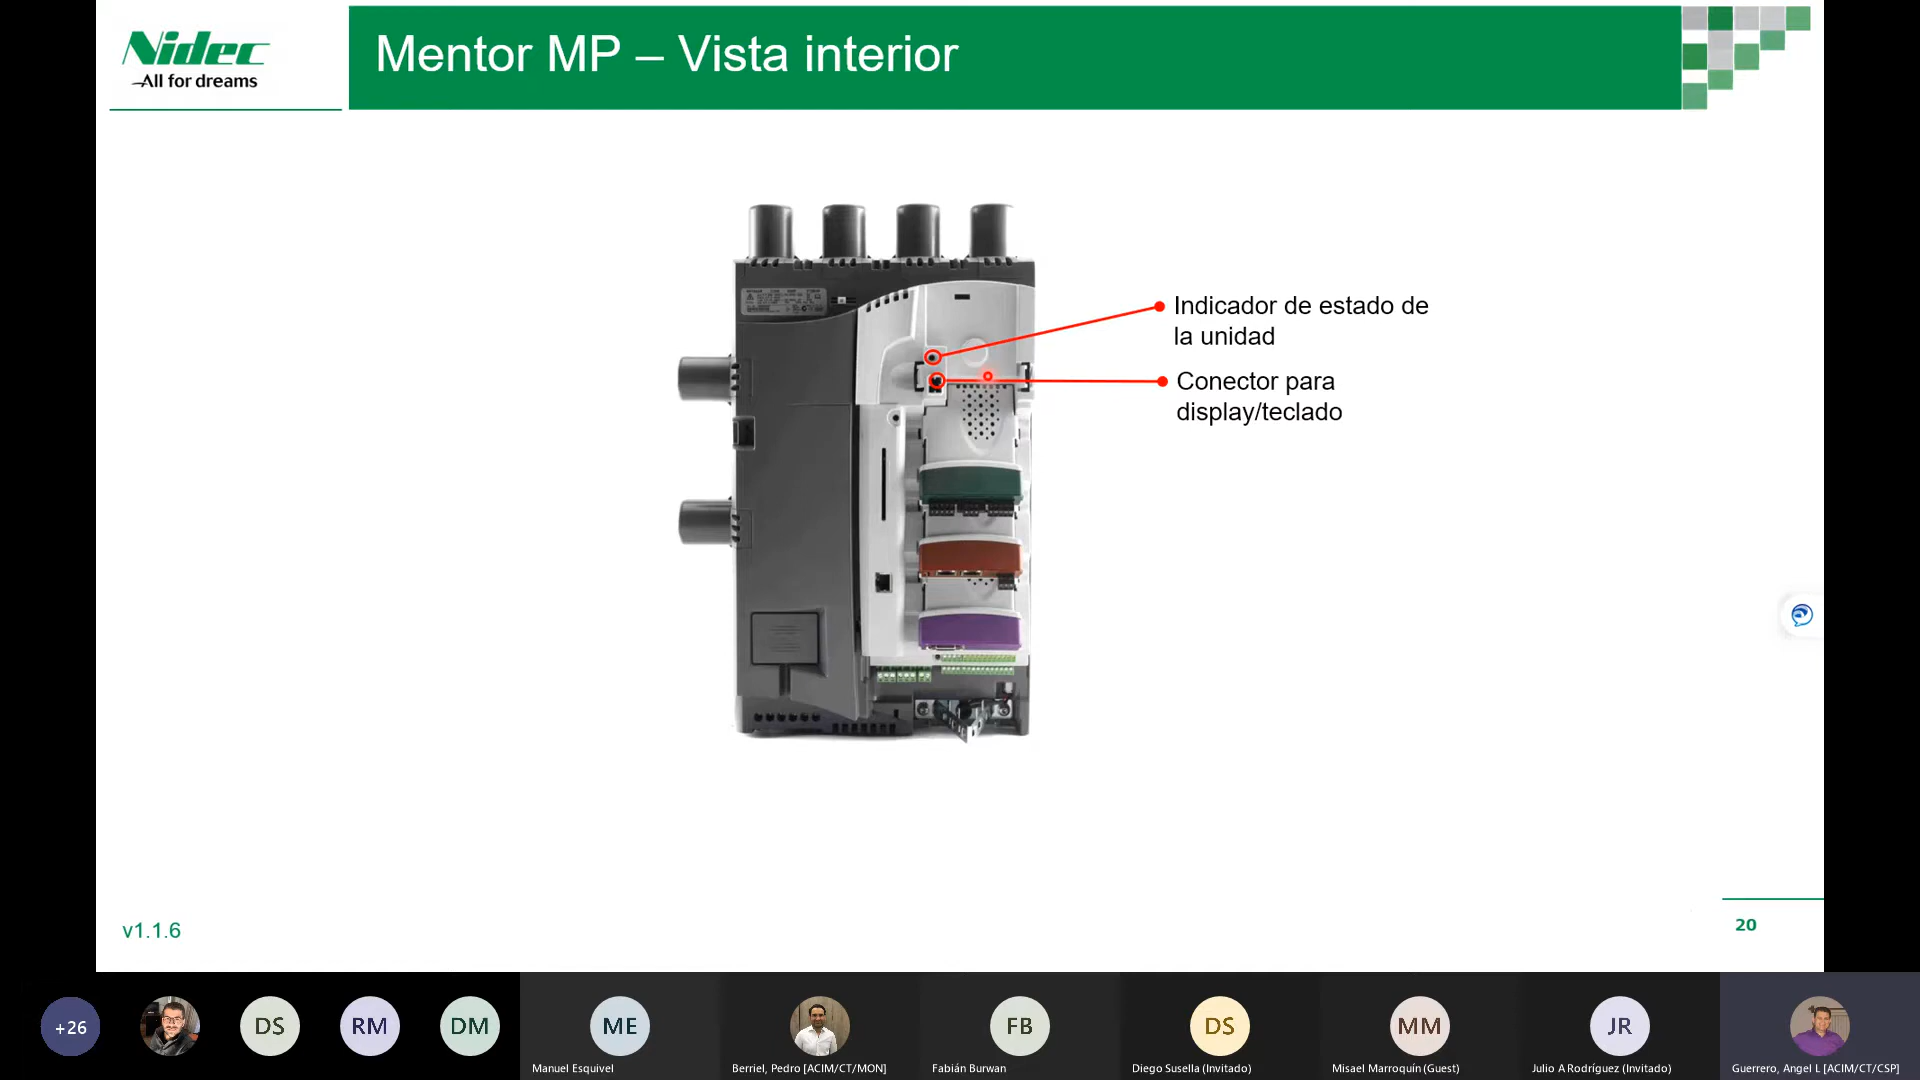 Nidec
All for dreams
Mentor MP – Vista interior
Indicador de estado de
la unidad
Conector para
display/teclado
v1.1.6
20
+26
DS
RM
DM
ME
FB
DS
MM
JR
Manuel Esquivel
Berriel, Pedro [ACIM/CT/MON]
Fabián Burwan
Diego Susella (Invitado)
Misael Marroquín (Guest)
Julio A Rodríguez (Invitado)
Guerrero, Angel L [ACIM/CT/CSP]